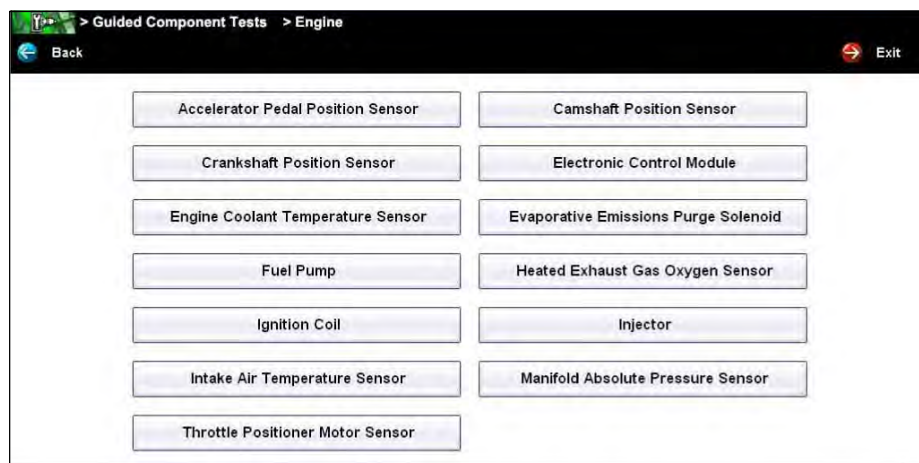 > Guided Component Tests > Engine
Back Exit
Accelerator Pedal Position Sensor Camshaft Position Sensor
Crankshaft Position Sensor Electronic Control Module
Engine Coolant Temperature Sensor Evaporative Emissions Purge Solenoid
Fuel Pump Heated Exhaust Gas Oxygen Sensor
Ignition Coil Injector
Intake Air Temperature Sensor Manifold Absolute Pressure Sensor
Throttle Positioner Motor Sensor